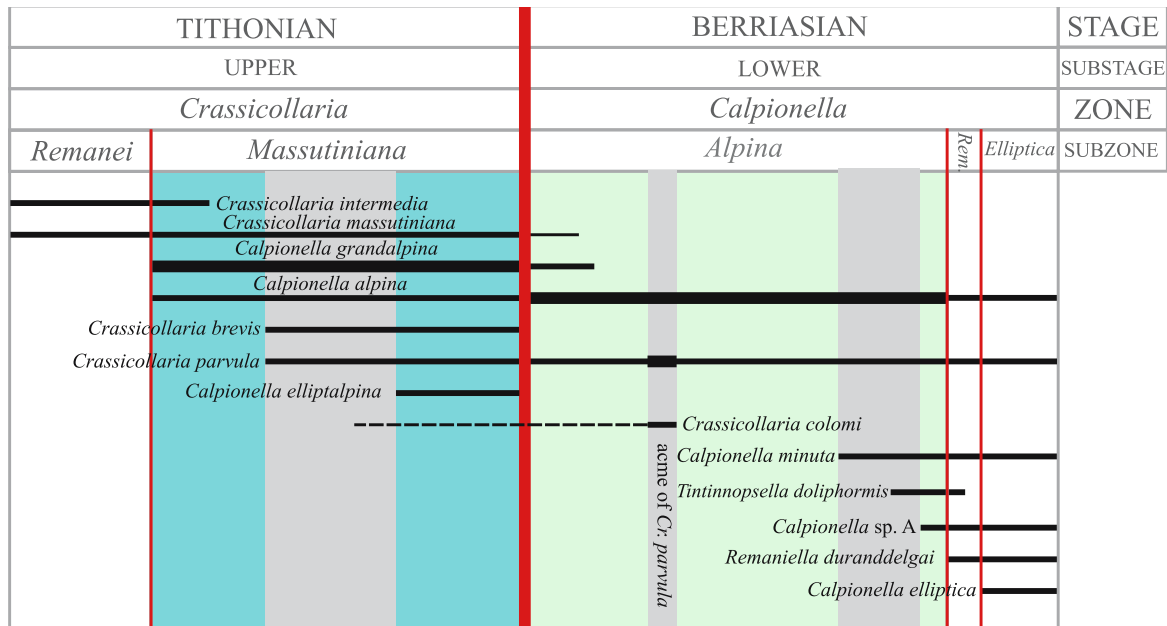 TITHONIAN BERRIASIAN STAGE
UPPER LOWER SUBSTAGE
Crassicollaria Calpionella ZONE
Remanei Massutiniana Alpina Rem. Elliptica SUBZONE
Crassicollaria intermedia
Crassicollaria massutiniana
Calpionella grandalpina
Calpionella alpina
Crassicollaria brevis
Crassicollaria parvula
Calpionella elliptalpina
Crassicollaria colomi
acme of Cr. parvula
Calpionella minuta
Tintinnopsella doliphormis
Calpionella sp. A
Remaniella duranddelgai
Calpionella elliptica